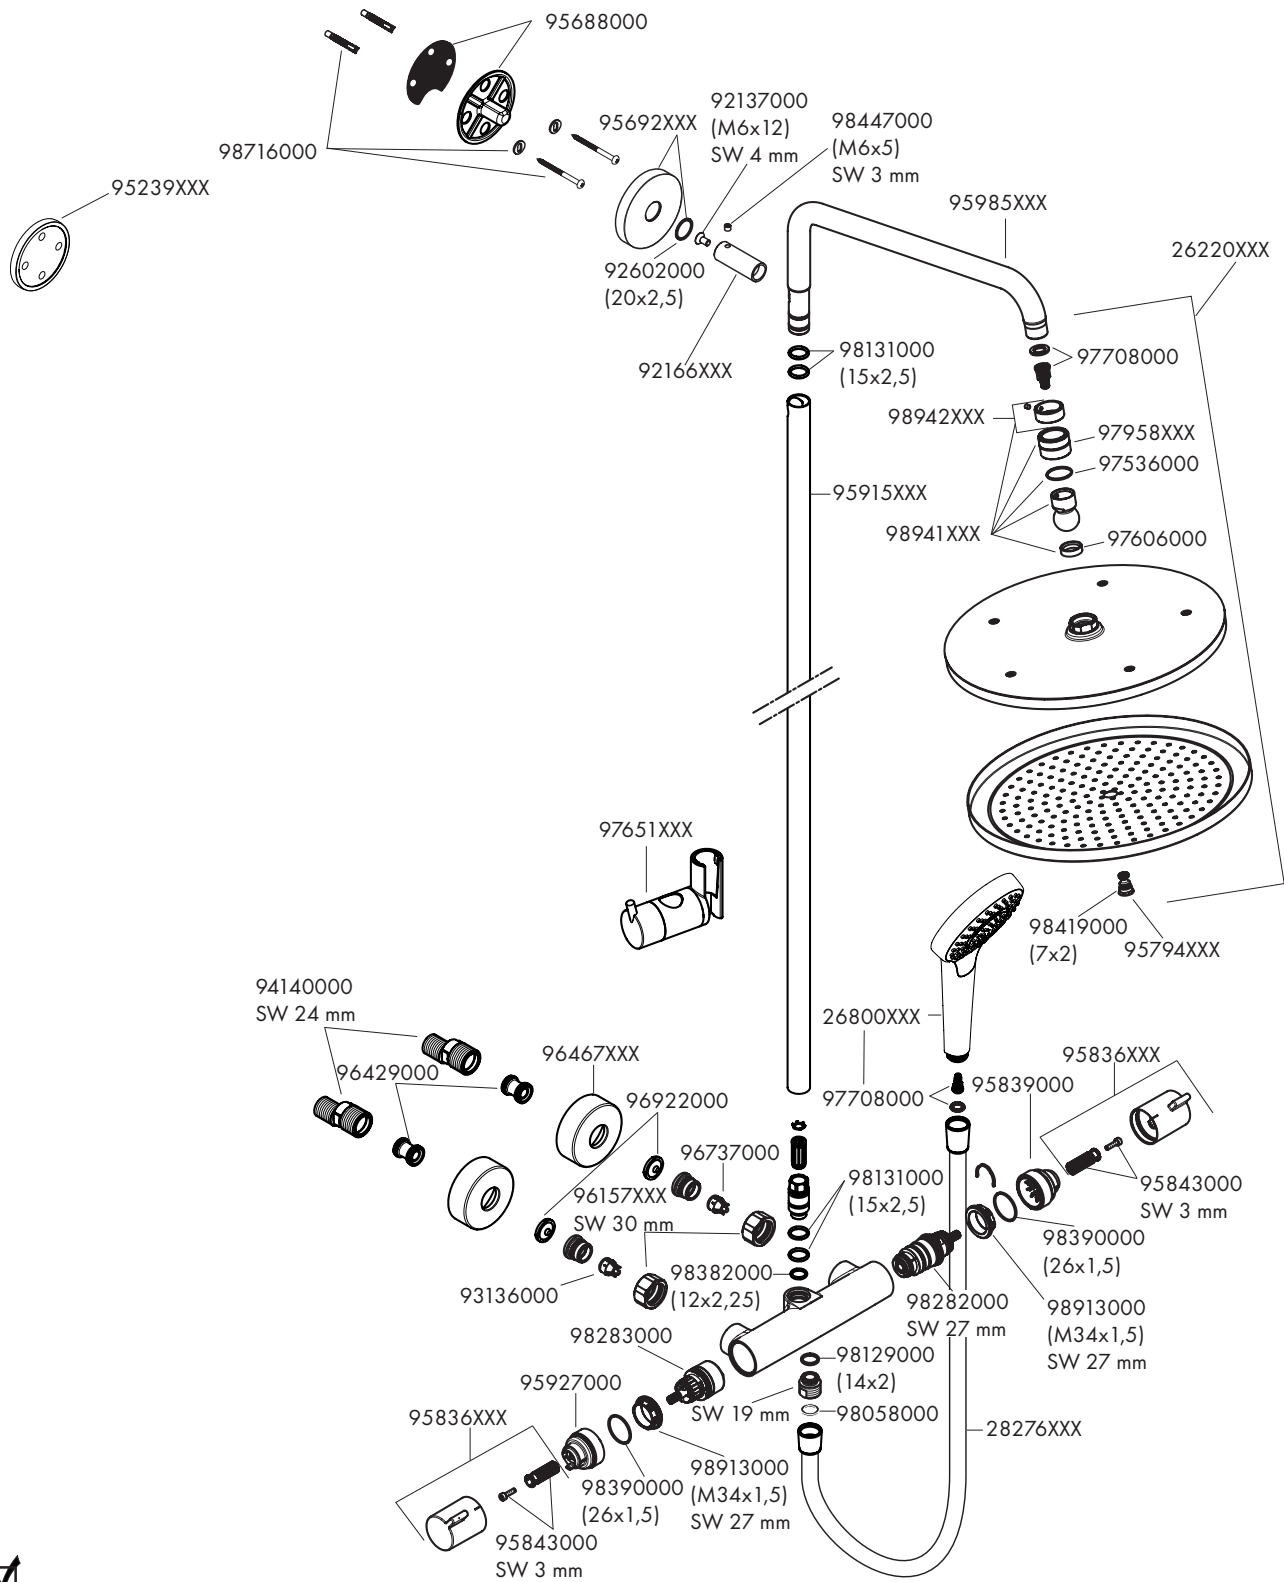 95688000
92137000
(M6x12)
SW 4 mm
95692XXX
98447000
(M6x5)
SW 3 mm
98716000
95239XXX
95985XXX
26220XXX
92602000
(20x2,5)
92166XXX
98131000
(15x2,5)
97708000
98942XXX
97958XXX
97536000
95915XXX
98941XXX
97606000
97651XXX
98419000
(7x2)
95794XXX
94140000
SW 24 mm
26800XXX
96467XXX
95836XXX
96429000
95839000
97708000
96922000
96737000
98131000
(15x2,5)
96157XXX
SW 30 mm
95843000
SW 3 mm
98390000
(26x1,5)
98382000
(12x2,25)
93136000
98282000
SW 27 mm
98913000
(M34x1,5)
SW 27 mm
98283000
98129000
(14x2)
95927000
SW 19 mm
98058000
95836XXX
28276XXX
98913000
(M34x1,5)
SW 27 mm
98390000
(26x1,5)
95843000
SW 3 mm